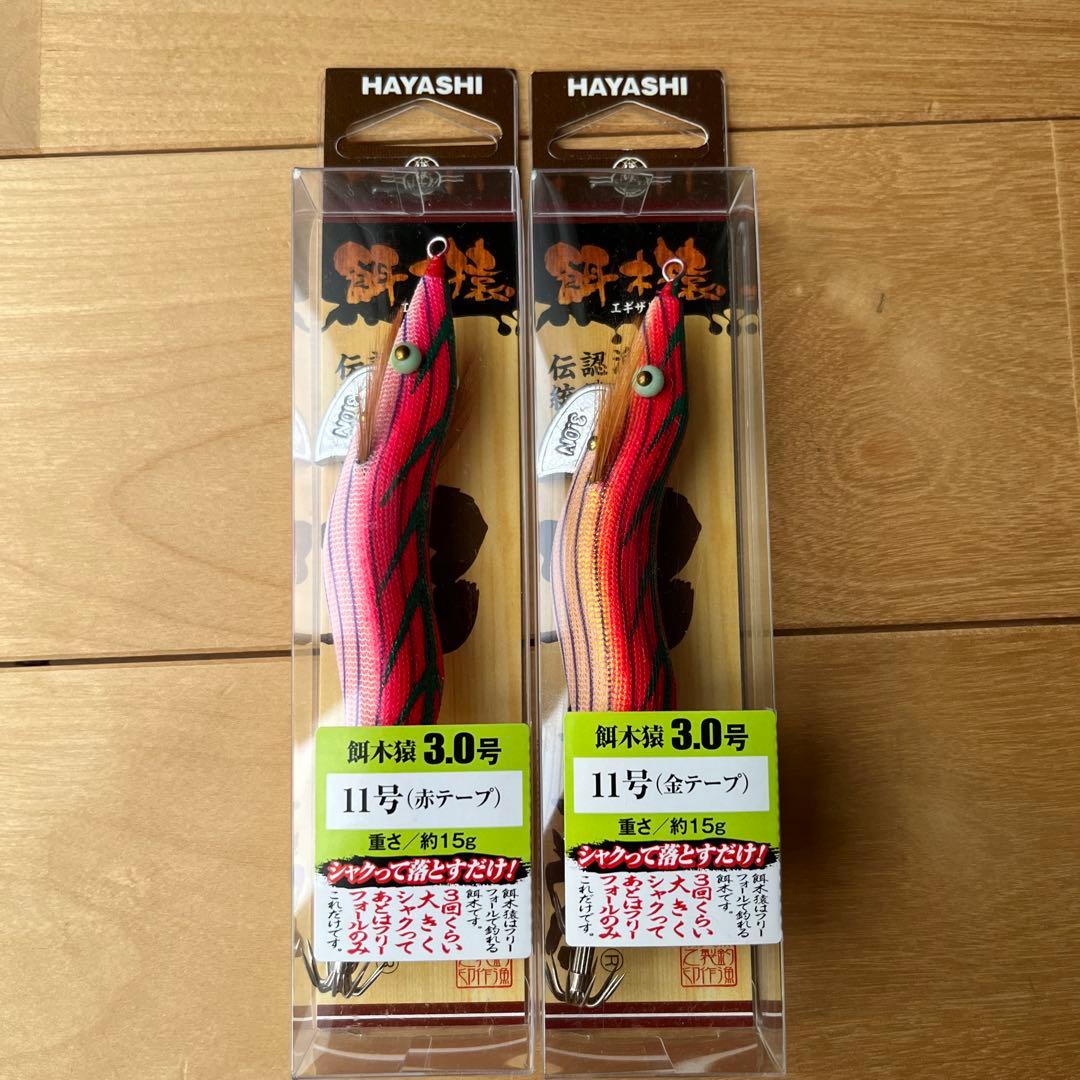 HAYASHI
餌木猿
伝統
3.0M
餌木猿 3.0号
11号(赤テープ)
重さ/約15g
シャクって落とすだけ!
餌木猿はフリー
フォールで釣れる
餌木です。
3回くらい
大きく
シャクって
あとはフリー
フォールのみ
これだけです。
HAYASHI
餌木猿
エギザ
認
伝統
3.0M
餌木猿 3.0号
11号(金テープ)
重さ/約15g
シャクって落とすだけ!
餌木猿はフリー
フォールで釣れる
餌木です。
3回くらい
大きく
シャクって
あとはフリー
フォールのみ
これだけです。